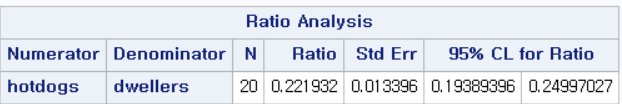 Ratio Analysis
Numerator Denominator N Ratio Std Err 95% CL for Ratio
hotdogs dwellers 20 0.221932 0.013396 0.19389396 0.24997027